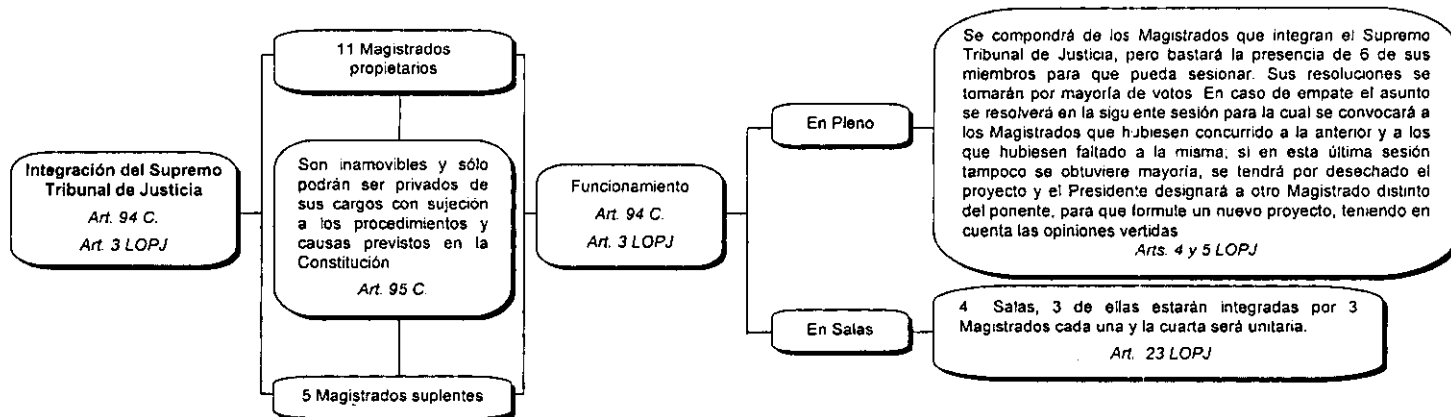 Integración del Supremo
Tribunal de Justicia
Art. 94 C.
Art. 3 LOPJ
11 Magistrados
propietarios
Son inamovibles y sólo
podrán ser privados de
sus cargos con sujeción
a los procedimientos y
causas previstos en la
Constitución
Art. 95 C.
5 Magistrados suplentes
Funcionamiento
Art. 94 C.
Art. 3 LOPJ
En Pleno
Se compondrá de los Magistrados que integran el Supremo
Tribunal de Justicia, pero bastará la presencia de 6 de sus
miembros para que pueda sesionar. Sus resoluciones se
tomarán por mayoría de votos. En caso de empate el asunto
se resolverá en la siguiente sesión para la cual se convocará a
los Magistrados que hubiesen concurrido a la anterior y a los
que hubiesen faltado a la misma; si en esta última sesión
tampoco se obtuviere mayoría, se tendrá por desechado el
proyecto y el Presidente designará a otro Magistrado distinto
del ponente, para que formule un nuevo proyecto, teniendo en
cuenta las opiniones vertidas
Arts. 4 y 5 LOPJ
En Salas
4 Salas, 3 de ellas estarán integradas por 3
Magistrados cada una y la cuarta será unitaria.
Art. 23 LOPJ